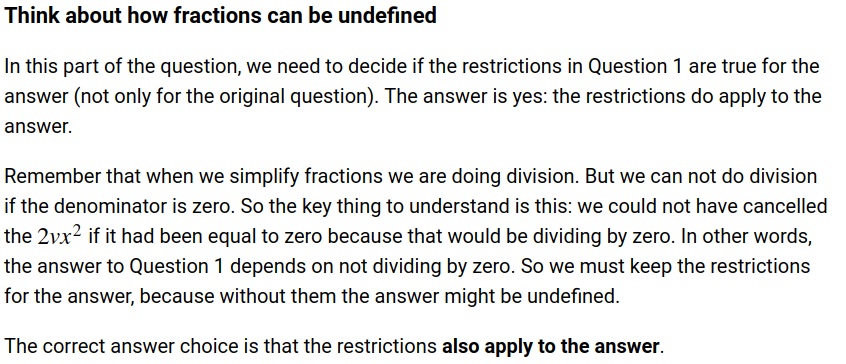 Think about how fractions can be undefined
In this part of the question, we need to decide if the restrictions in Question 1 are true for the
answer (not only for the original question). The answer is yes: the restrictions do apply to the
answer.
Remember that when we simplify fractions we are doing division. But we can not do division
if the denominator is zero. So the key thing to understand is this: we could not have cancelled
the 2vx² if it had been equal to zero because that would be dividing by zero. In other words,
the answer to Question 1 depends on not dividing by zero. So we must keep the restrictions
for the answer, because without them the answer might be undefined.
The correct answer choice is that the restrictions also apply to the answer.